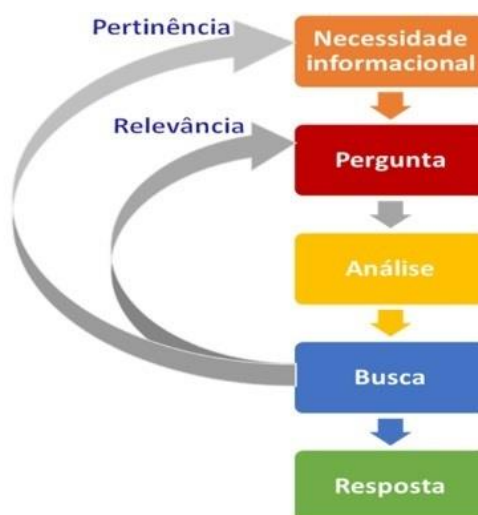 Pertinência
Necessidade
informacional
Relevância
Pergunta
Análise
Busca
Resposta